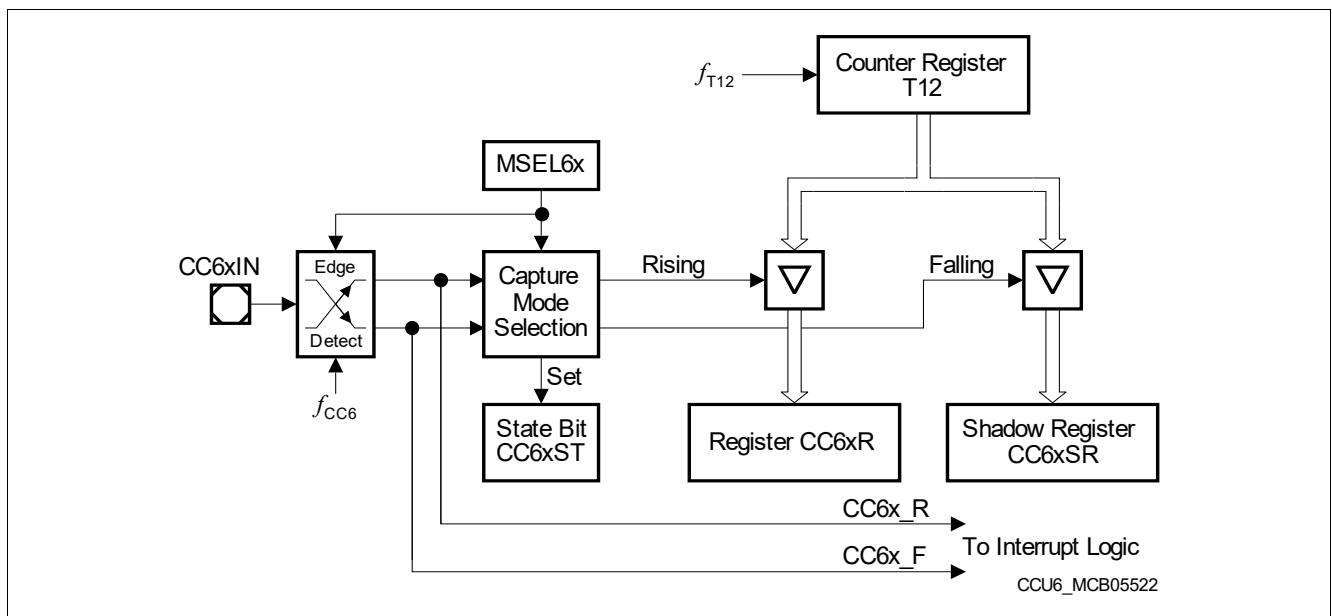 Counter Register
T12
fT12
MSEL6x
CC6xIN
Edge
Detect
fCC6
Capture
Mode
Selection
Rising
Falling
Set
State Bit
CC6xST
Register CC6xR
Shadow Register
CC6xSR
CC6x_R
CC6x_F
To Interrupt Logic
CCU6_MCB05522